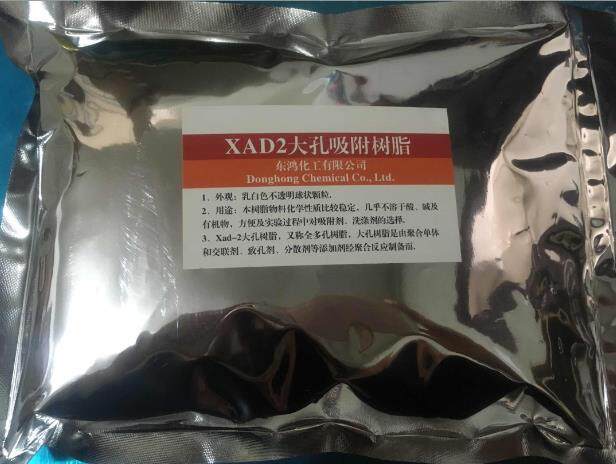 XAD2大孔吸附树脂
东鸿化工有限公司
Donghong Chemical Co., Ltd.
1、外观：乳白色不透明球状颗粒.
2、用途：本树脂物料化学性质比较稳定，几乎不溶于酸、碱及
有机物，方便及实验过程中对吸附剂、洗涤剂的选择.
3、Xad-2大孔树脂，又称全多孔树脂，大孔树脂是由聚合单体
和交联剂、致孔剂、分散剂等添加剂经聚合反应制备而.